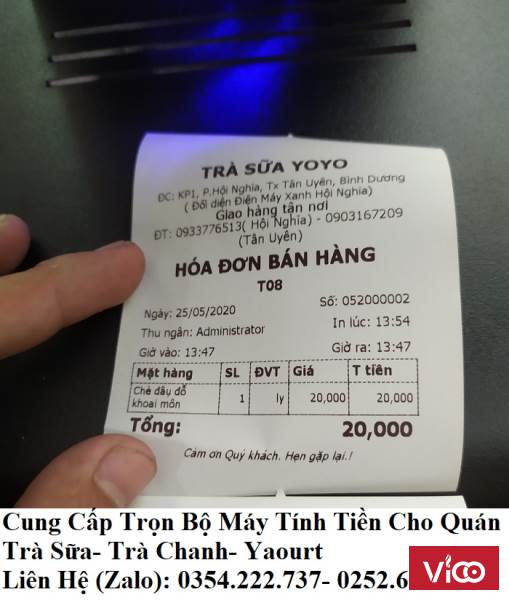 TRÀ SỮA YOYO
ĐC: KP1, P.Hội Nghĩa, Tx Tân Uyên, Bình Dương
( Đối diện Điện Máy Xanh Hội Nghĩa)
Giao hàng tận nơi
ĐT: 0933776513( Hội Nghĩa) - 0903167209
(Tân Uyên)
HÓA ĐƠN BÁN HÀNG
T08
Ngày: 25/05/2020 Số: 052000002
Thu ngân: Administrator In lúc: 13:54
Giờ vào: 13:47 Giờ ra: 13:47
Mặt hàng SL ĐVT Giá T tiền
Chè đậu đỏ
khoai môn 1 ly 20,000 20,000
Tổng: 20,000
Cám ơn Quý khách. Hẹn gặp lại.!
Cung Cấp Trọn Bộ Máy Tính Tiền Cho Quán
Trà Sữa- Trà Chanh- Yaourt
Liên Hệ (Zalo): 0354.222.737- 0252.6
Vico